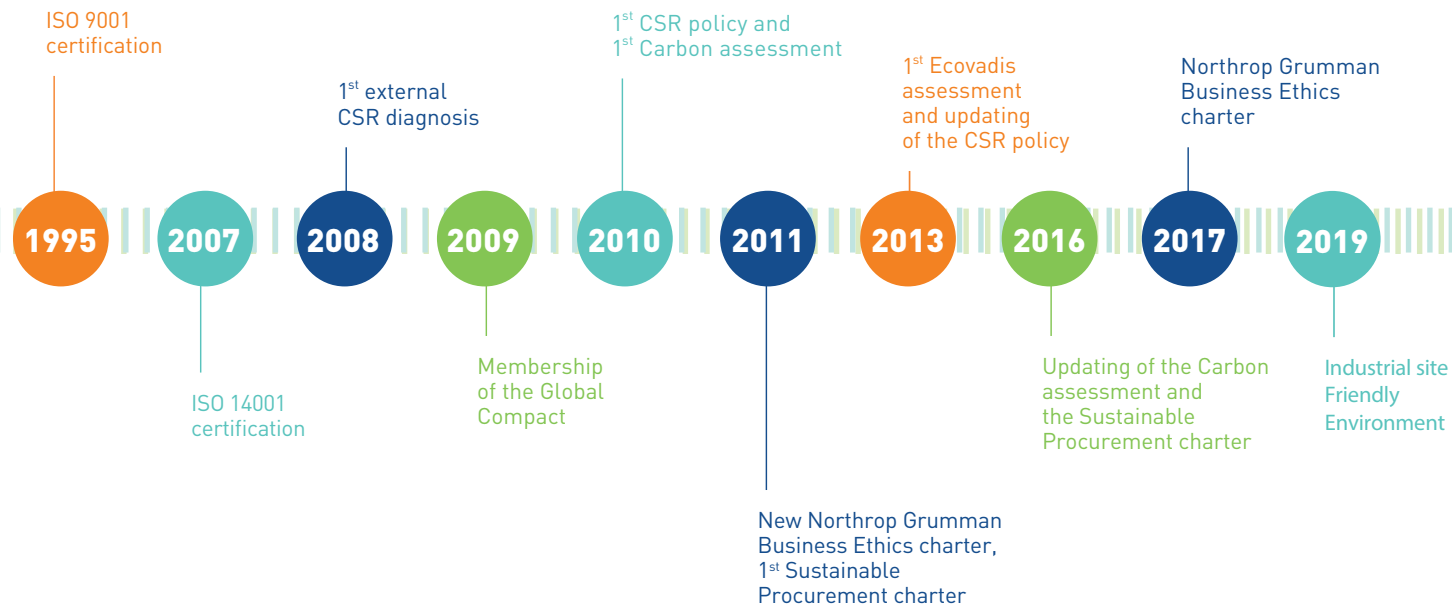 ISO 9001
certification
1st external
CSR diagnosis
1st CSR policy and
1st Carbon assessment
1st Ecovadis
assessment
and updating
of the CSR policy
Northrop Grumman
Business Ethics
charter
1995
2007
2008
2009
2010
2011
2013
2016
2017
2019
ISO 14001
certification
Membership
of the Global
Compact
New Northrop Grumman
Business Ethics charter,
1st Sustainable
Procurement charter
Updating of the Carbon
assessment and
the Sustainable
Procurement charter
Industrial site
Friendly
Environment